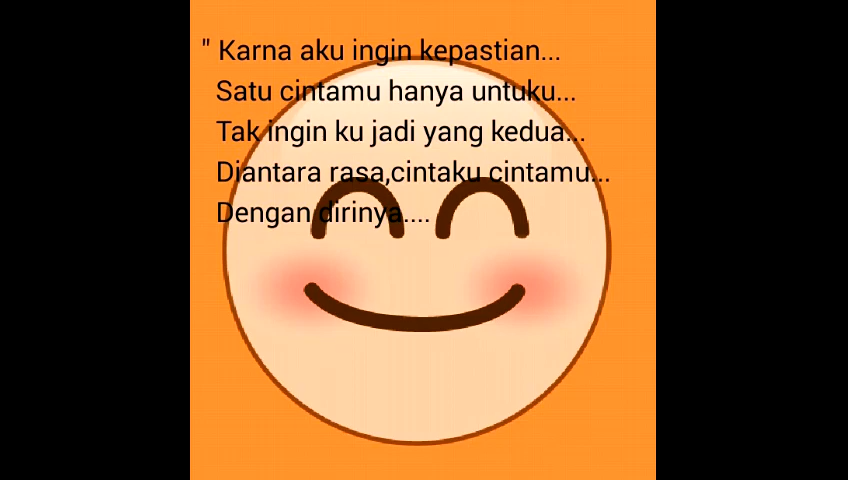 " Karna aku ingin kepastian...
Satu cintamu hanya untuku...
Tak ingin ku jadi yang kedua...
Diantara rasa,cintaku cintamu...
Dengan dirinya....